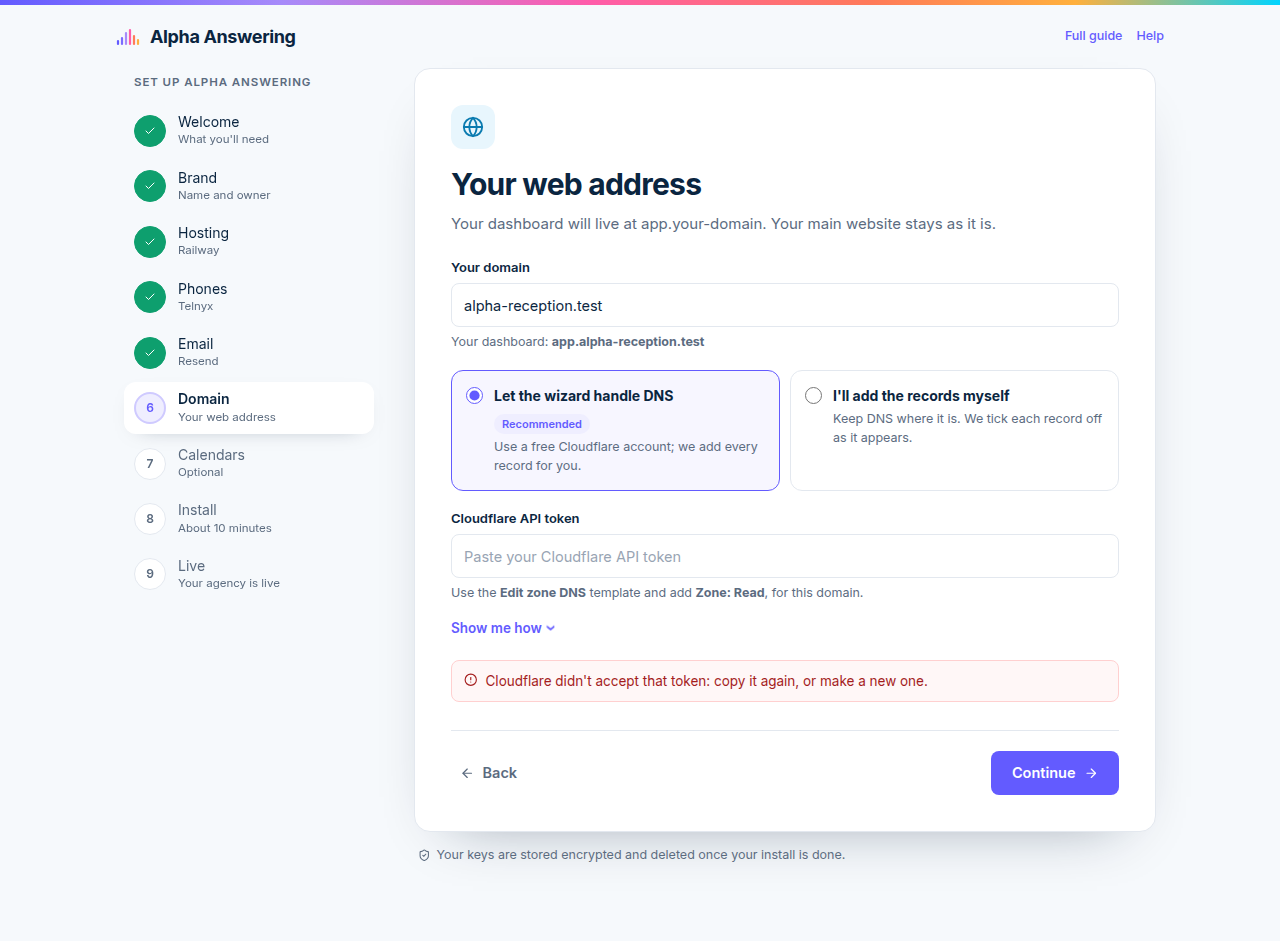 Alpha Answering
Full guide
Help
SET UP ALPHA ANSWERING
Welcome
What you'll need
Brand
Name and owner
Hosting
Railway
Phones
Telnyx
Email
Resend
6
Domain
Your web address
7
Calendars
Optional
8
Install
About 10 minutes
9
Live
Your agency is live
Your web address
Your dashboard will live at app.your-domain. Your main website stays as it is.
Your domain
alpha-reception.test
Your dashboard: app.alpha-reception.test
Let the wizard handle DNS
Recommended
Use a free Cloudflare account; we add every
record for you.
I'll add the records myself
Keep DNS where it is. We tick each record off
as it appears.
Cloudflare API token
Paste your Cloudflare API token
Use the Edit zone DNS template and add Zone: Read, for this domain.
Show me how
Cloudflare didn't accept that token: copy it again, or make a new one.
Back
Continue
Your keys are stored encrypted and deleted once your install is done.